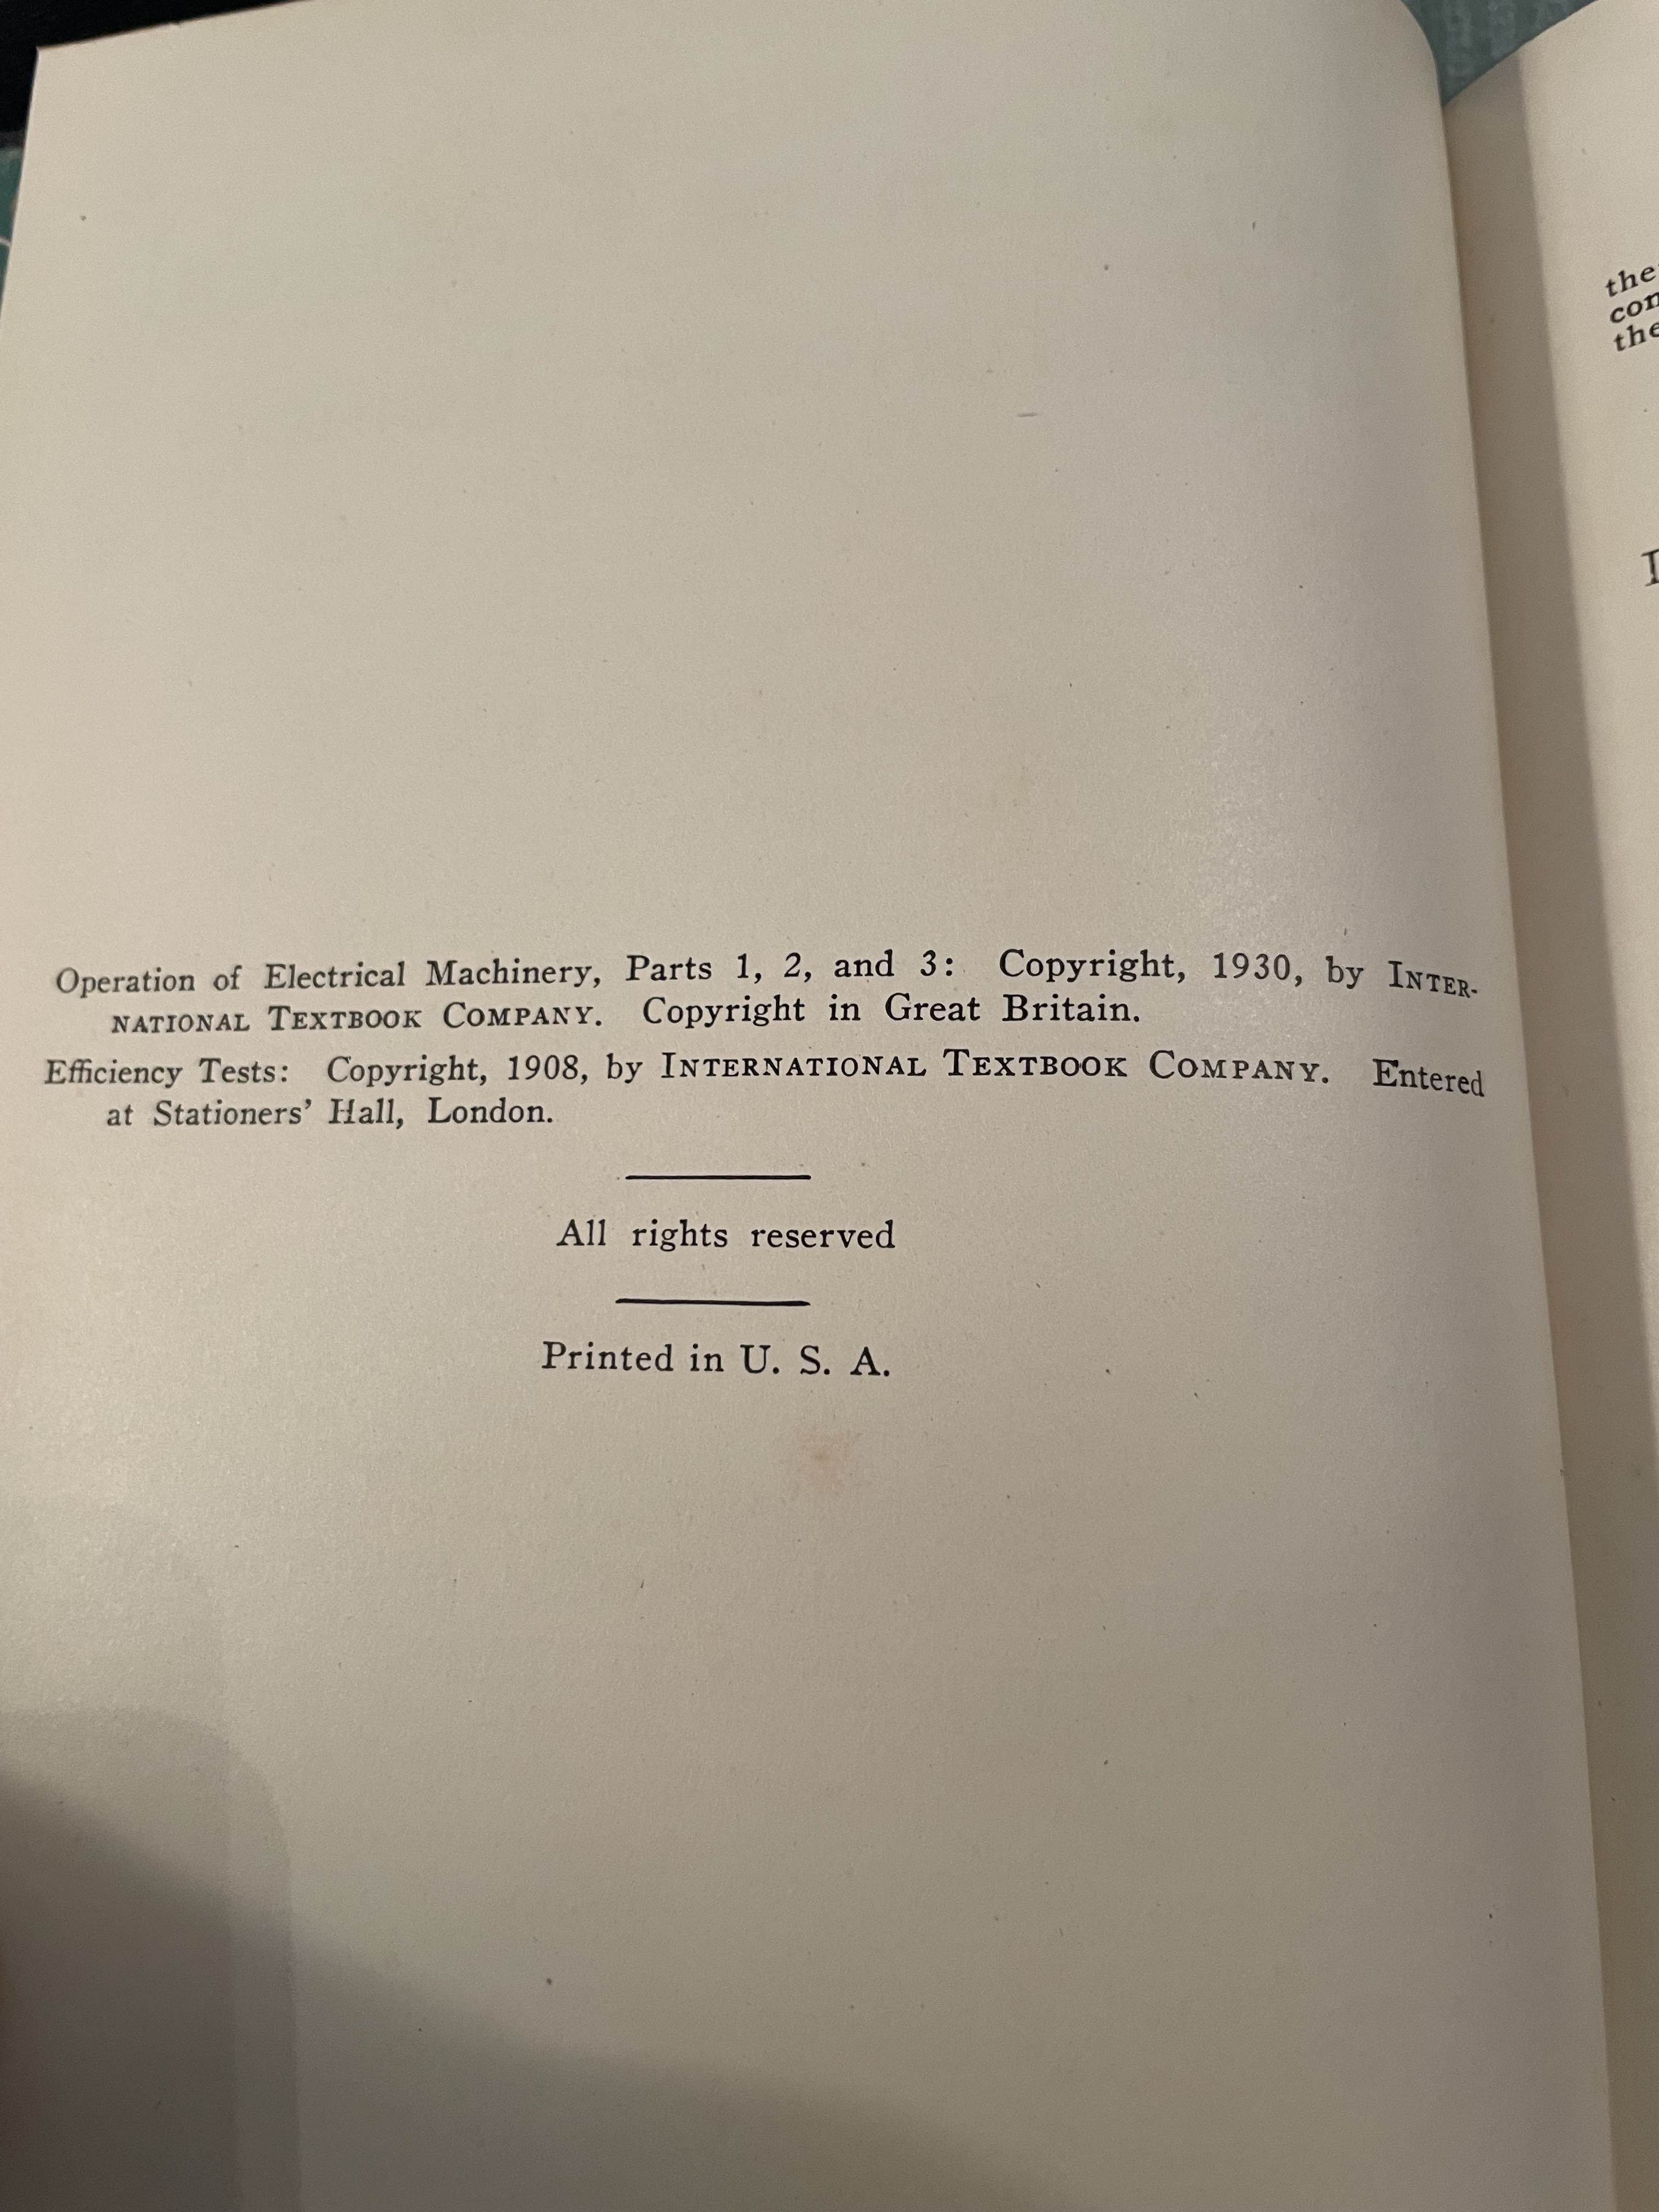 Operation of Electrical Machinery, Parts 1, 2, and 3: Copyright, 1930, by INTER-
NATIONAL TEXTBOOK COMPANY. Copyright in Great Britain.
Efficiency Tests: Copyright, 1908, by INTERNATIONAL TEXTBOOK COMPANY. Entered
at Stationers' Hall, London.
All rights reserved
Printed in U. S. A.